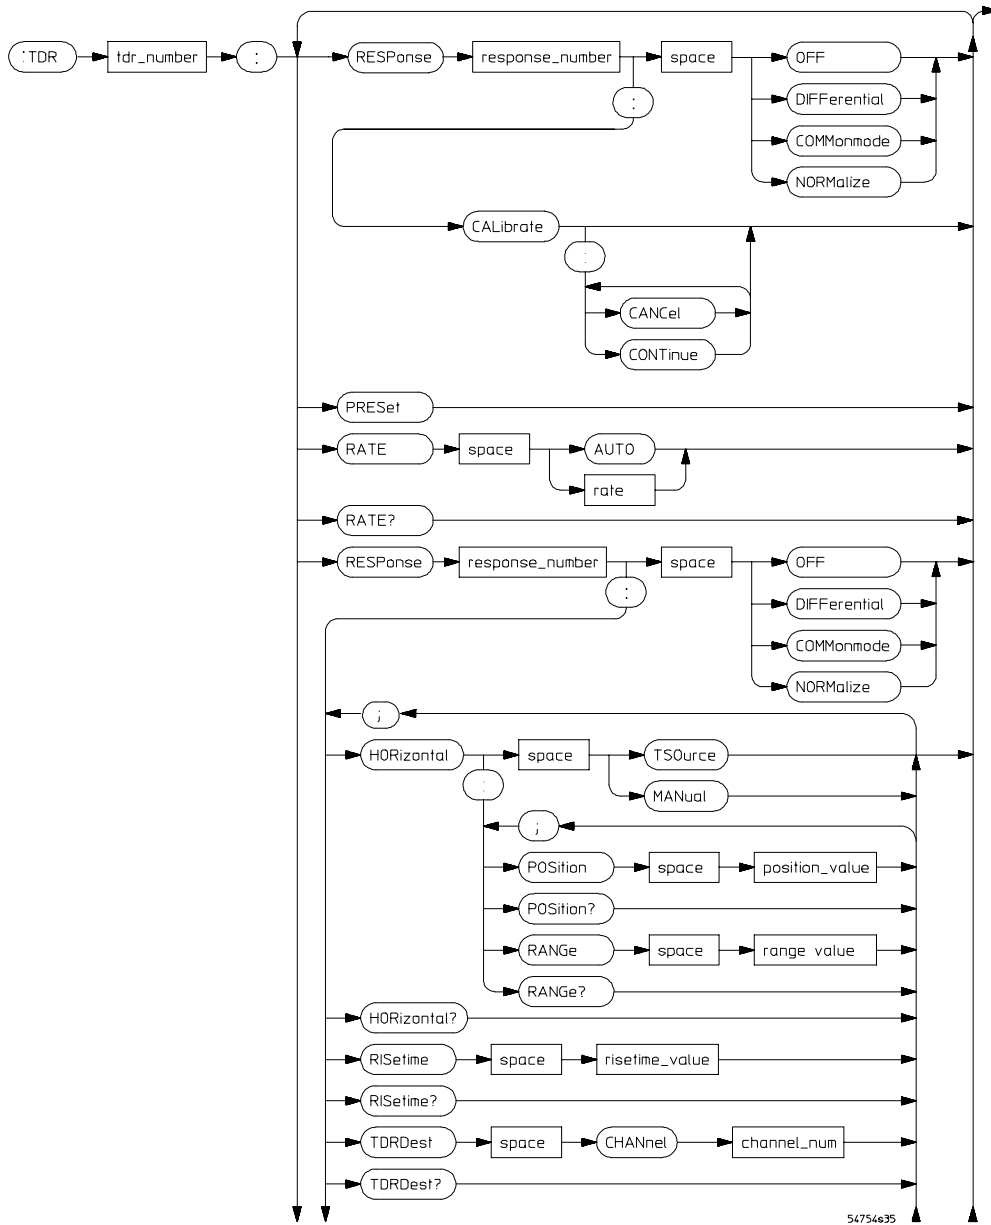 :TDR tdr_number : RESPonse response_number space OFF
: DIFFerential
COMMonmode
NORMalize
CALibrate
:
CANCel
CONTinue
PRESet
RATE space AUTO
rate
RATE?
RESPonse response_number space OFF
: DIFFerential
COMMonmode
NORMalize
;
HORizontal space TSOurce
: MANual
;
POSition space position_value
POSition?
RANGe space range value
RANGe?
HORizontal?
RISetime space risetime_value
RISetime?
TDRDest space CHANnel channel_num
TDRDest?
54754s35